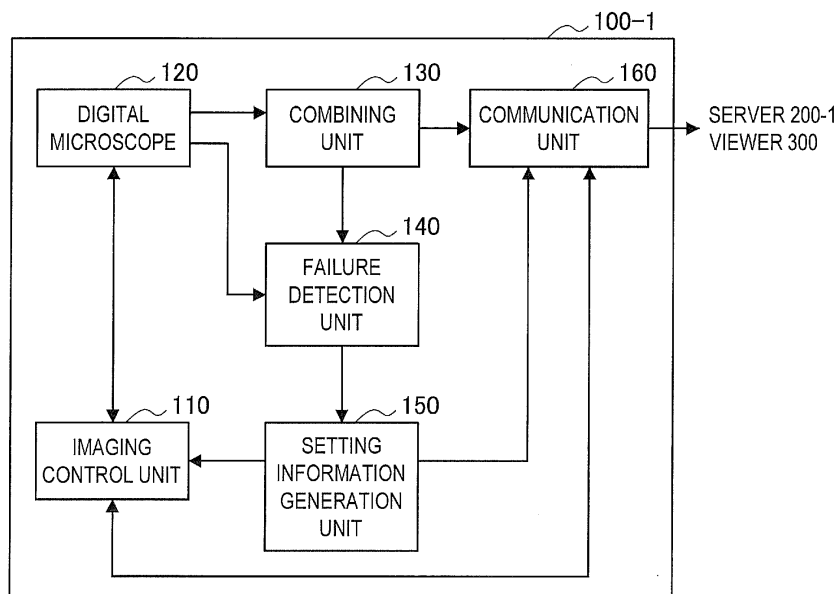 100-1
120
130
160
DIGITAL
MICROSCOPE
COMBINING
UNIT
COMMUNICATION
UNIT
SERVER 200-1
VIEWER 300
140
FAILURE
DETECTION
UNIT
110
150
IMAGING
CONTROL UNIT
SETTING
INFORMATION
GENERATION
UNIT